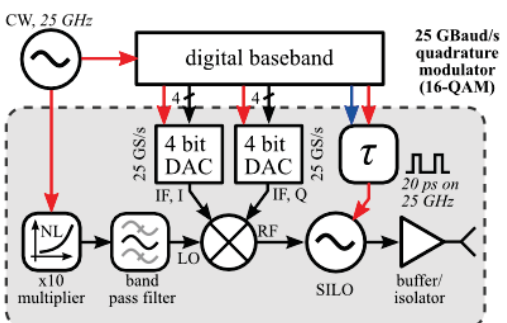 CW, 25 GHz
digital baseband
25 GBaud/s
quadrature
modulator
(16-QAM)
4
4
25 GS/s
4 bit
DAC
4 bit
DAC
25 GS/s
τ
20 ps on
25 GHz
IF, I
IF, Q
NL
LO
RF
x10
multiplier
band
pass filter
SILO
buffer/
isolator